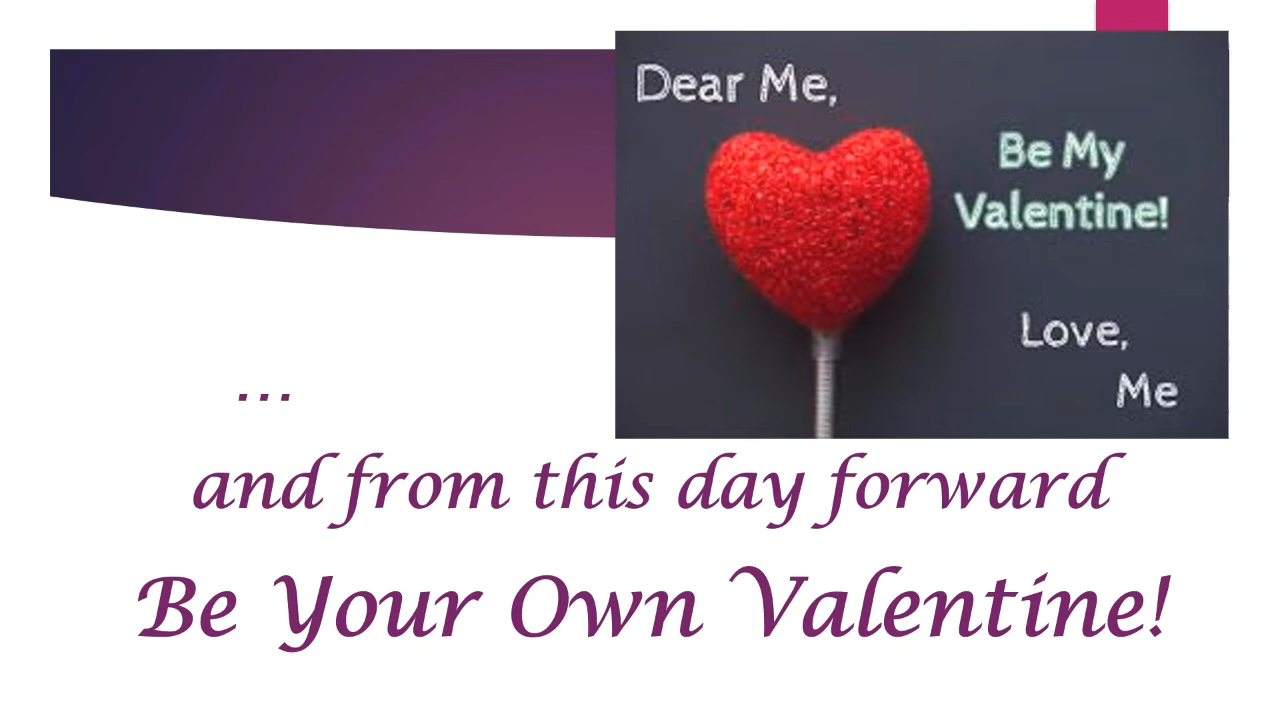 Dear Me,
Be My
Valentine!
Love,
Me
...
and from this day forward
Be Your Own Valentine!